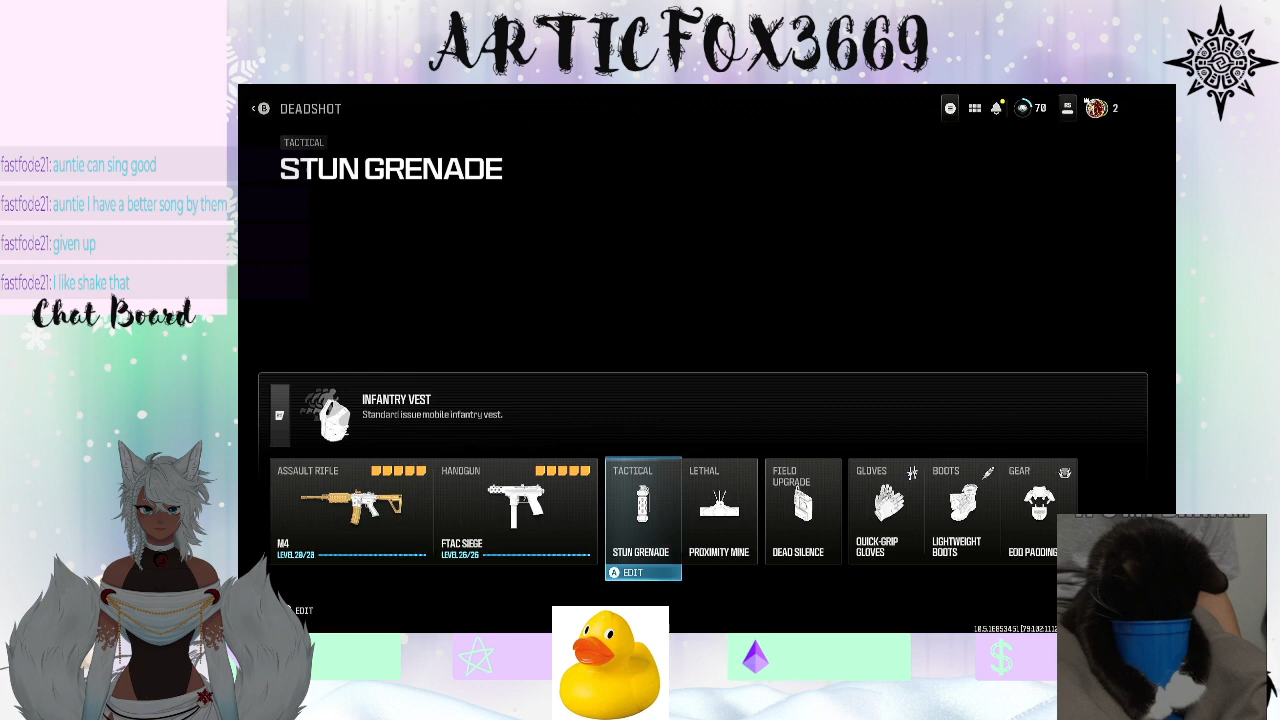 ARTICFOX3669
B DEADSHOT
70
RS
2
TACTICAL
STUN GRENADE
fastfode21: auntie can sing good
fastfode21: auntie I have a better song by them
fastfode21: given up
fastfode21: I like shake that
Chat Board
INFANTRY VEST
Standard issue mobile infantry vest.
ASSAULT RIFLE
M4
LEVEL 20/20
HANDGUN
FTAC SIEGE
LEVEL 26/26
TACTICAL
STUN GRENADE
A EDIT
LETHAL
PROXIMITY MINE
FIELD
UPGRADE
DEAD SILENCE
GLOVES
QUICK-GRIP
GLOVES
BOOTS
LIGHTWEIGHT
BOOTS
GEAR
EOD PADDING
EDIT